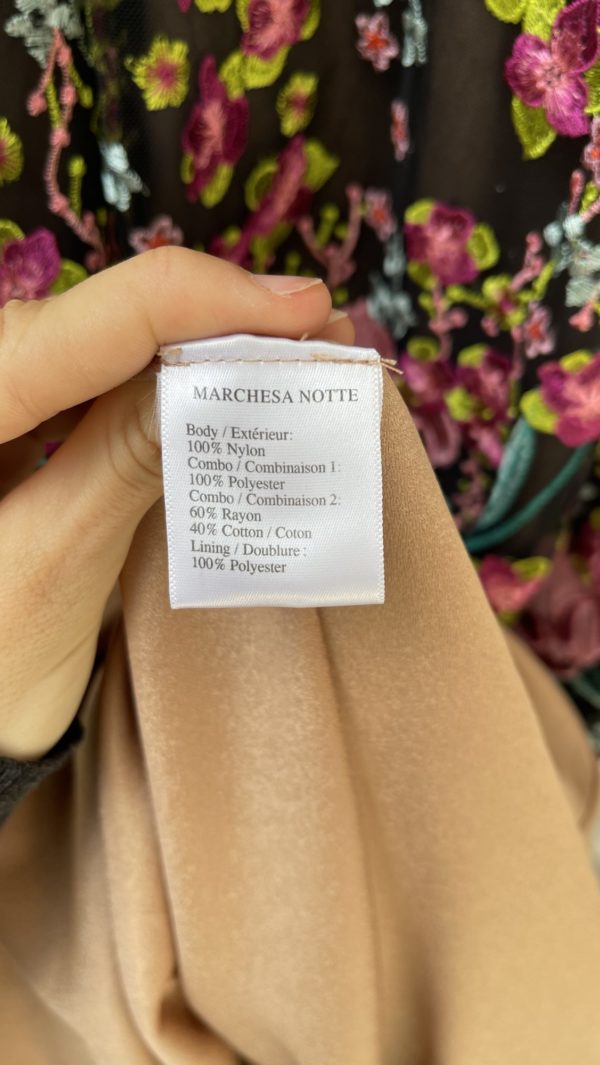 MARCHESA NOTTE
Body / Extérieur:
100% Nylon
Combo / Combinaison 1:
100% Polyester
Combo / Combinaison 2:
60% Rayon
40% Cotton / Coton
Lining / Doublure :
100% Polyester